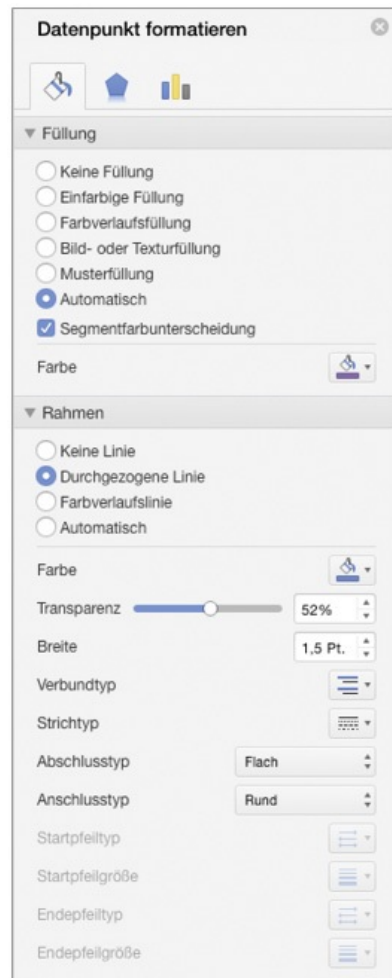 Datenpunkt formatieren
Füllung
Keine Füllung
Einfarbige Füllung
Farbverlaufsfüllung
Bild- oder Texturfüllung
Musterfüllung
Automatisch
Segmentfarbunterscheidung
Farbe
Rahmen
Keine Linie
Durchgezogene Linie
Farbverlaufslinie
Automatisch
Farbe
Transparenz 52%
Breite 1,5 Pt.
Verbundtyp
Strichtyp
Abschlusstyp Flach
Anschlusstyp Rund
Startpfeiltyp
Startpfeilgröße
Endepfeiltyp
Endepfeilgröße